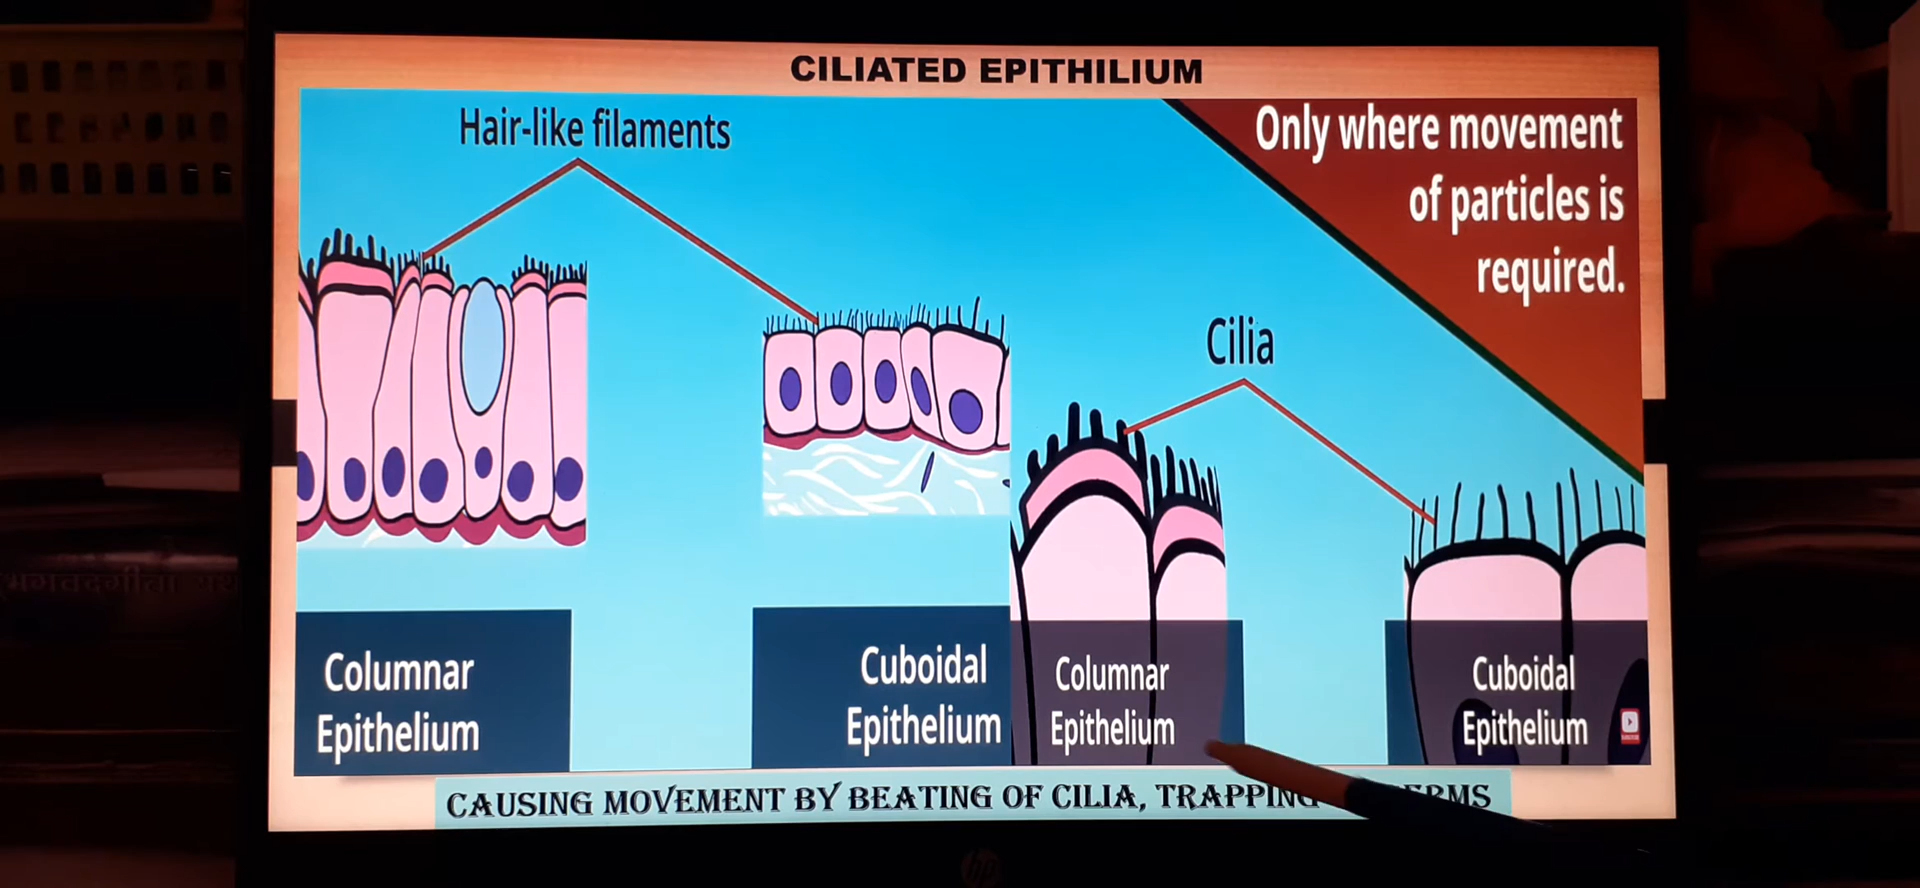 CILIATED EPITHILIUM
Hair-like filaments
Only where movement
of particles is
required.
Cilia
Columnar
Epithelium
Cuboidal
Epithelium
Columnar
Epithelium
Cuboidal
Epithelium
CAUSING MOVEMENT BY BEATING OF CILIA, TRAPPING
hp